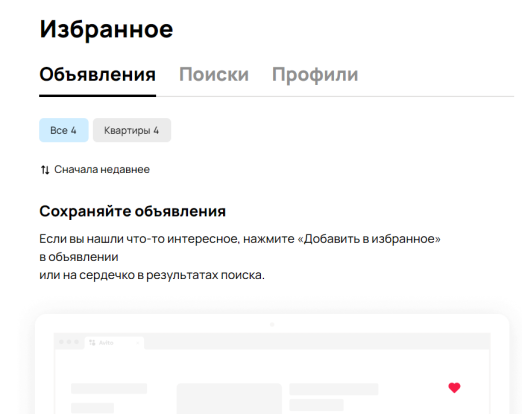 Избранное
Объявления Поиски Профили
Все 4 Квартиры 4
Сначала недавнее
Сохраняйте объявления
Если вы нашли что-то интересное, нажмите «Добавить в избранное»
в объявлении
или на сердечко в результатах поиска.